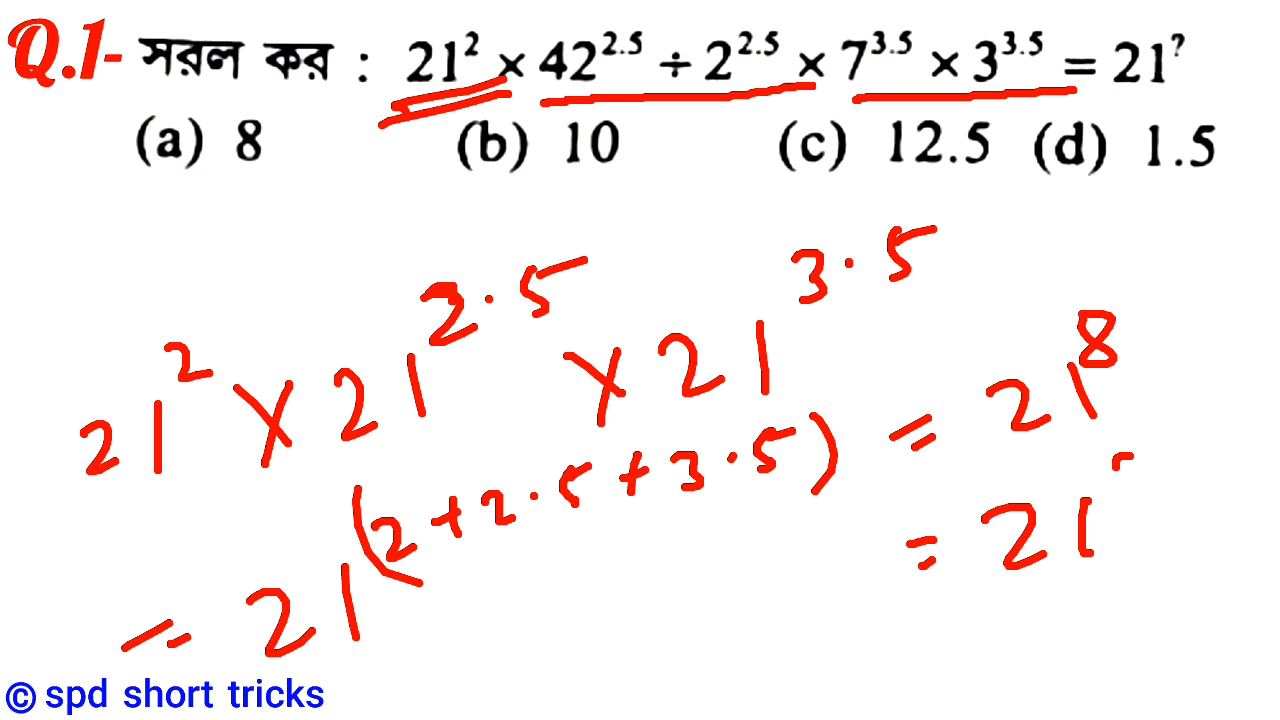 Q.1- সরল কর : 21² × 42^2.5 ÷ 2^2.5 × 7^3.5 × 3^3.5 = 21^?
(a) 8 (b) 10 (c) 12.5 (d) 1.5
21² × 21^2.5 × 21^3.5
= 21^(2+2.5+3.5) = 21^8
= 21
© spd short tricks